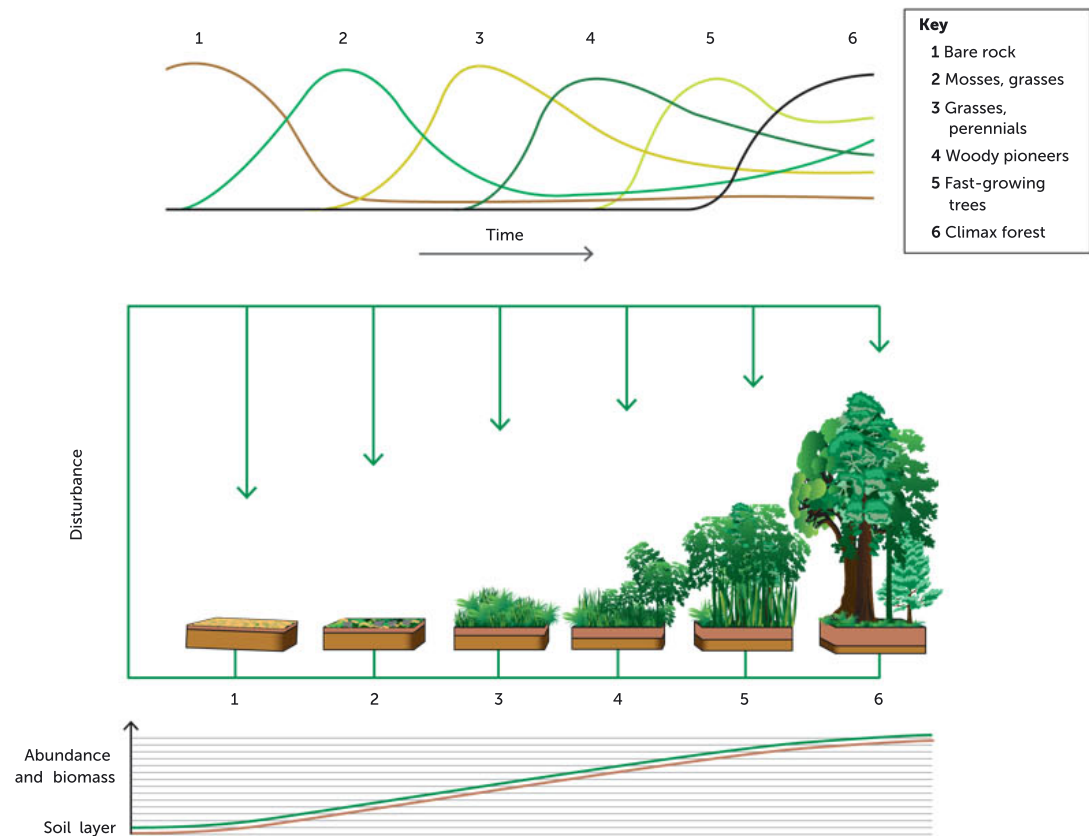 1 2 3 4 5 6
Key
1 Bare rock
2 Mosses, grasses
3 Grasses,
perennials
4 Woody pioneers
5 Fast-growing
trees
6 Climax forest
Time
Disturbance
1 2 3 4 5 6
Abundance
and biomass
Soil layer